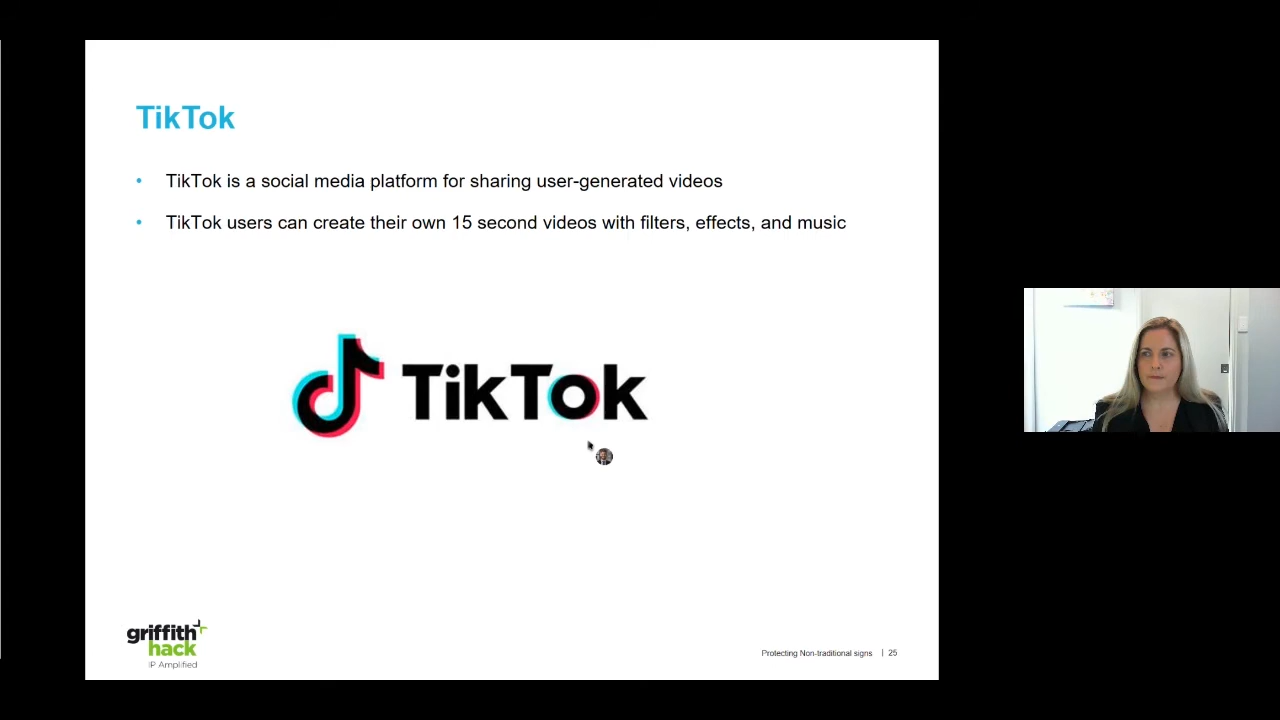 TikTok
• TikTok is a social media platform for sharing user-generated videos
• TikTok users can create their own 15 second videos with filters, effects, and music
TikTok
griffith
hack
IP Amplified
Protecting Non-traditional signs | 25